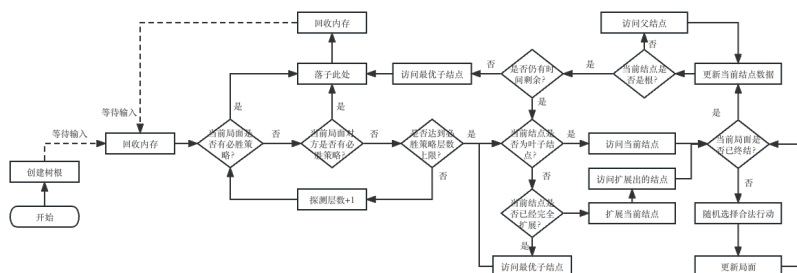 回收内存
访问父结点
否
落子此处
访问最优子结点
否
是否仍有时
间剩余?
是
当前结点是
否是根?
更新当前结点数据
等待输入
是
是
是
是
等待输入
回收内存
当前局面是
否有必胜策
略?
否
当前局面对
方是否有必
胜策略?
否
是否达到必
胜策略层数
上限?
是
当前结点是
否为叶子结
点?
是
访问当前结点
当前局面是
否已终结?
创建树根
否
否
访问扩展出的结点
否
开始
探测层数+1
当前结点是
否已经完全
扩展?
否
扩展当前结点
随机选择合法行动
是
访问最优子结点
更新局面